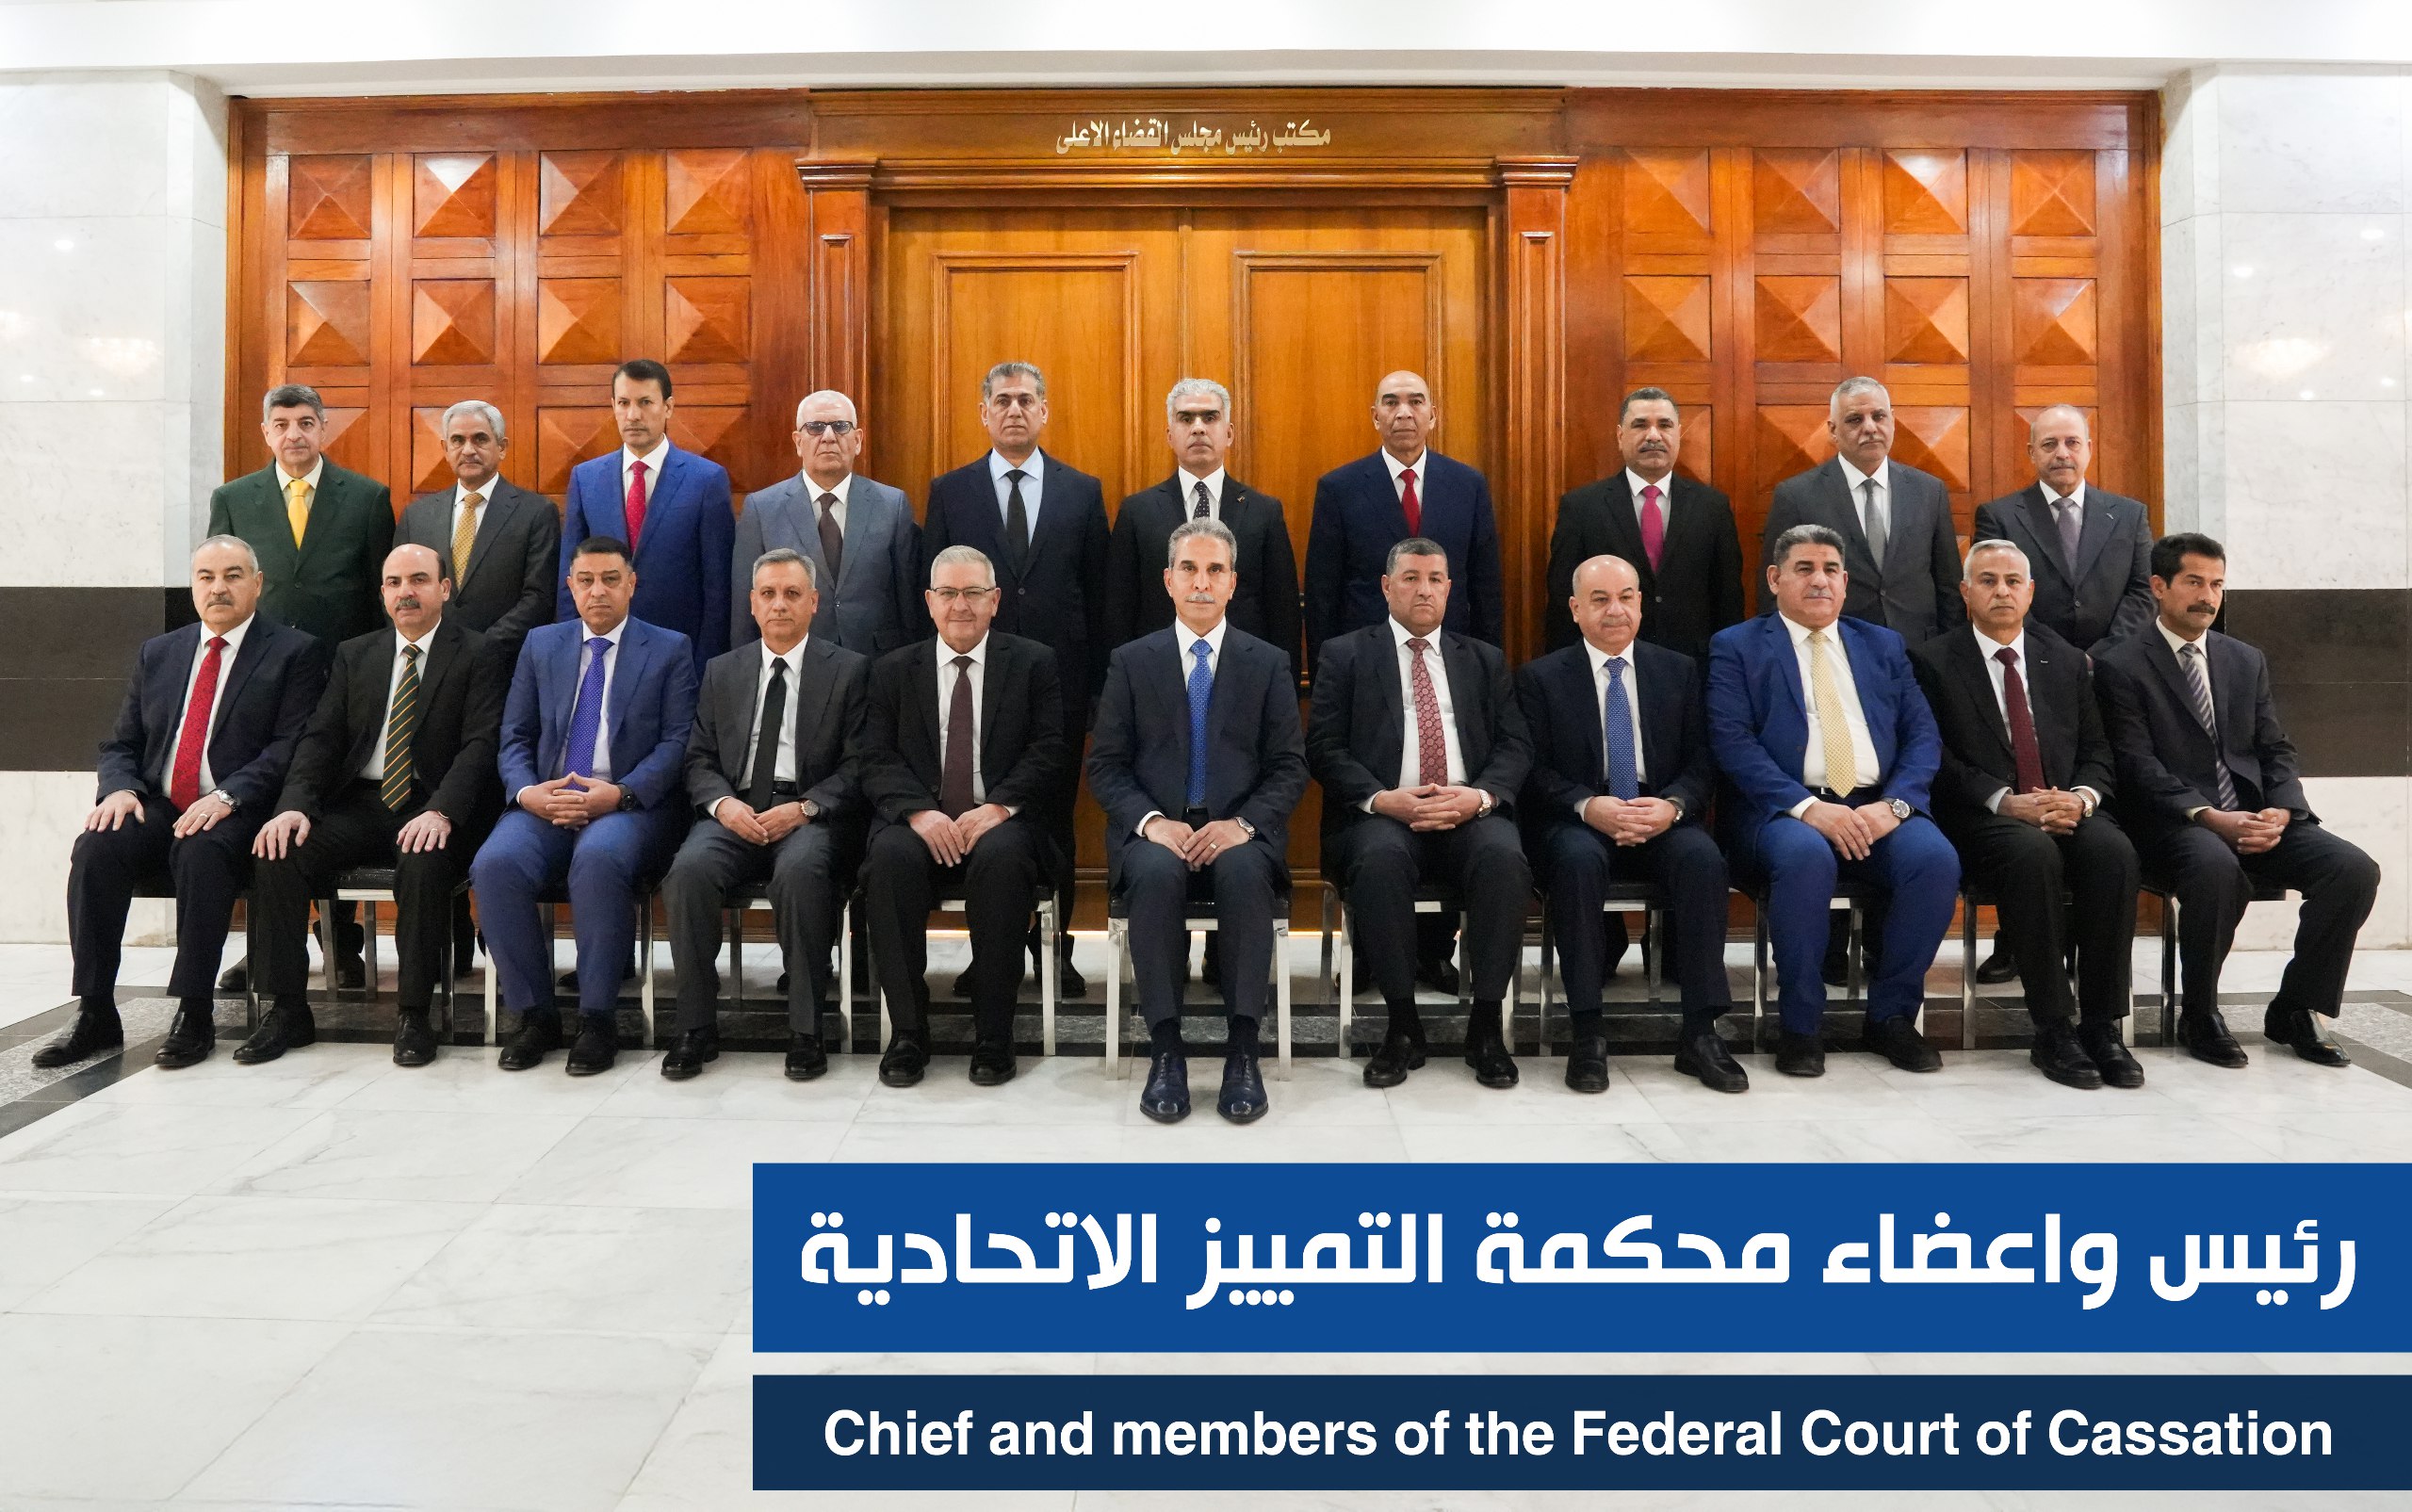 مكتب رئيس مجلس القضاء الاعلى
رئيس واعضاء محكمة التمييز الاتحادية
Chief and members of the Federal Court of Cassation